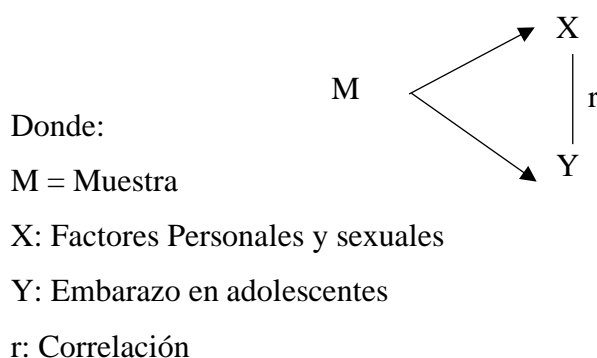 X
M
r
Donde:
Y
M = Muestra
X: Factores Personales y sexuales
Y: Embarazo en adolescentes
r: Correlación